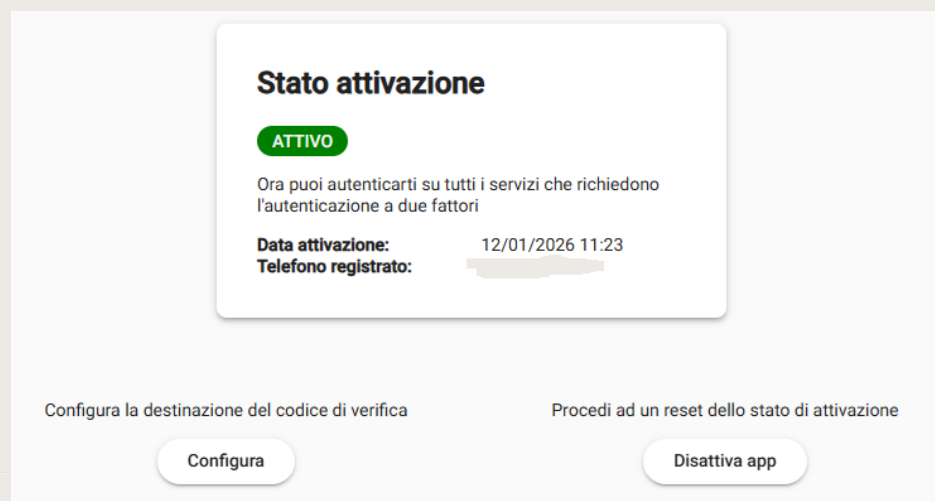 Stato attivazione
ATTIVO
Ora puoi autenticarti su tutti i servizi che richiedono
l'autenticazione a due fattori
Data attivazione: 12/01/2026 11:23
Telefono registrato:
Configura la destinazione del codice di verifica
Procedi ad un reset dello stato di attivazione
Configura
Disattiva app